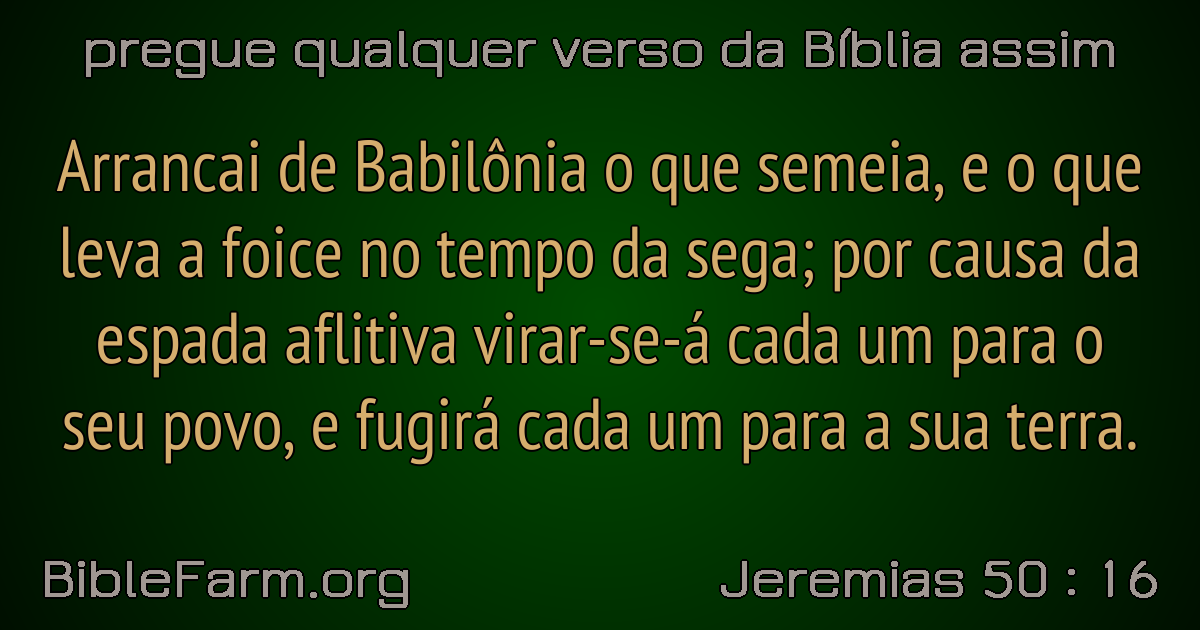 pregue qualquer verso da Bíblia assim
Arrancai de Babilônia o que semeia, e o que
leva a foice no tempo da sega; por causa da
espada aflitiva virar-se-á cada um para o
seu povo, e fugirá cada um para a sua terra.
BibleFarm.org
Jeremias 50 : 16